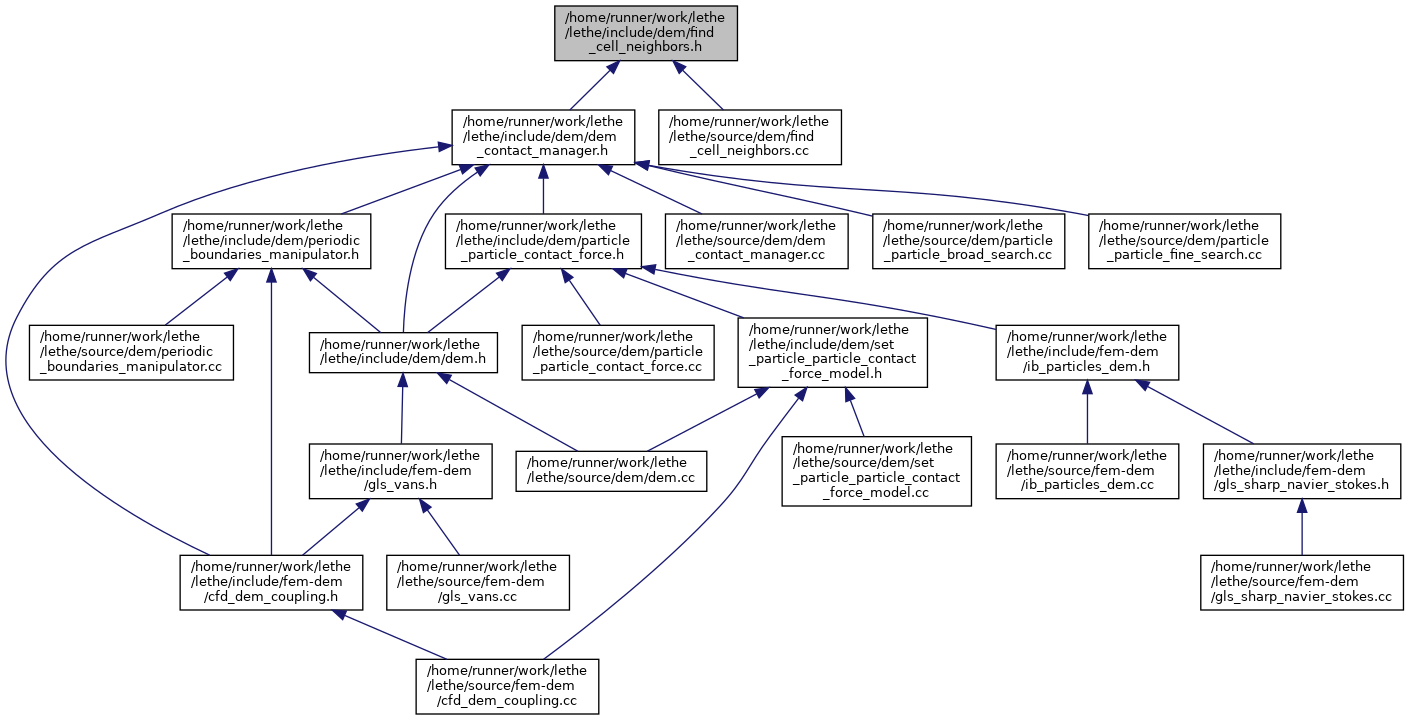 /home/runner/work/lethe
/lethe/include/dem/find
_cell_neighbors.h
/home/runner/work/lethe
/lethe/include/dem/dem
_contact_manager.h
/home/runner/work/lethe
/lethe/source/dem/find
_cell_neighbors.cc
/home/runner/work/lethe
/lethe/include/dem/periodic
_boundaries_manipulator.h
/home/runner/work/lethe
/lethe/include/dem/particle
_particle_contact_force.h
/home/runner/work/lethe
/lethe/source/dem/dem
_contact_manager.cc
/home/runner/work/lethe
/lethe/source/dem/particle
_particle_broad_search.cc
/home/runner/work/lethe
/lethe/source/dem/particle
_particle_fine_search.cc
/home/runner/work/lethe
/lethe/source/dem/periodic
_boundaries_manipulator.cc
/home/runner/work/lethe
/lethe/include/dem/dem.h
/home/runner/work/lethe
/lethe/source/dem/particle
_particle_contact_force.cc
/home/runner/work/lethe
/lethe/include/dem/set
_particle_particle_contact
_force_model.h
/home/runner/work/lethe
/lethe/include/fem-dem
/ib_particles_dem.h
/home/runner/work/lethe
/lethe/include/fem-dem
/gls_vans.h
/home/runner/work/lethe
/lethe/source/dem/dem.cc
/home/runner/work/lethe
/lethe/source/dem/set
_particle_particle_contact
_force_model.cc
/home/runner/work/lethe
/lethe/source/fem-dem
/ib_particles_dem.cc
/home/runner/work/lethe
/lethe/include/fem-dem
/gls_sharp_navier_stokes.h
/home/runner/work/lethe
/lethe/include/fem-dem
/cfd_dem_coupling.h
/home/runner/work/lethe
/lethe/source/fem-dem
/gls_vans.cc
/home/runner/work/lethe
/lethe/source/fem-dem
/gls_sharp_navier_stokes.cc
/home/runner/work/lethe
/lethe/source/fem-dem
/cfd_dem_coupling.cc